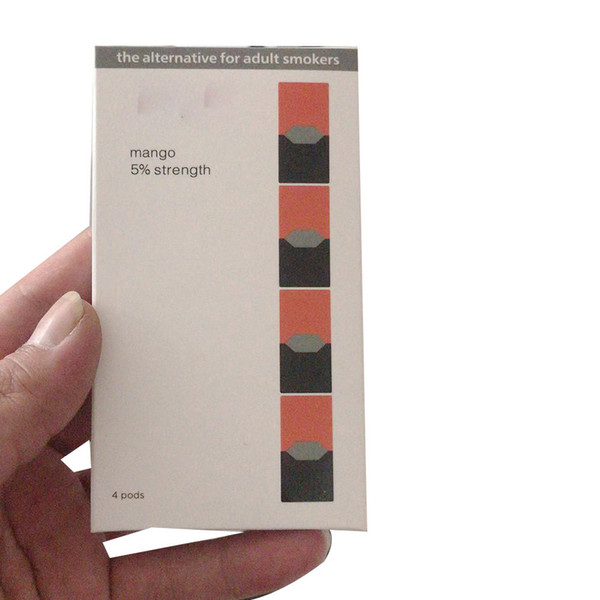 the alternative for adult smokers
mango
5% strength
4 pods